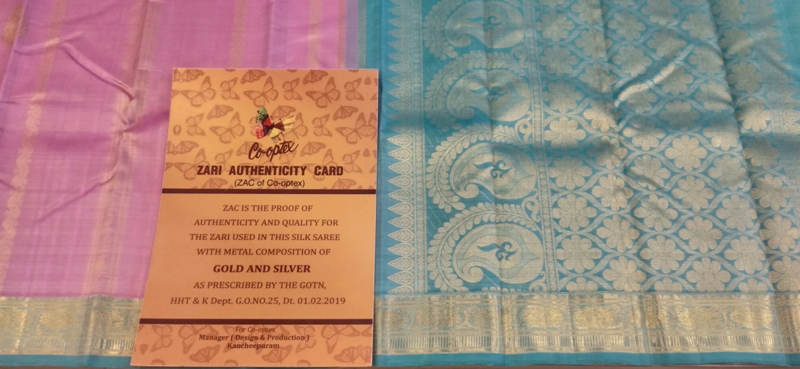 Co-optex
ZARI AUTHENTICITY CARD
(ZAC of Co-optex)
ZAC IS THE PROOF OF
AUTHENTICITY AND QUALITY FOR
THE ZARI USED IN THIS SILK SAREE
WITH METAL COMPOSITION OF
GOLD AND SILVER
AS PRESCRIBED BY THE GOTN,
HHT & K Dept. G.O.NO.25, Dt. 01.02.2019
For Co-optex
Manager ( Design & Production )
Kancheepuram